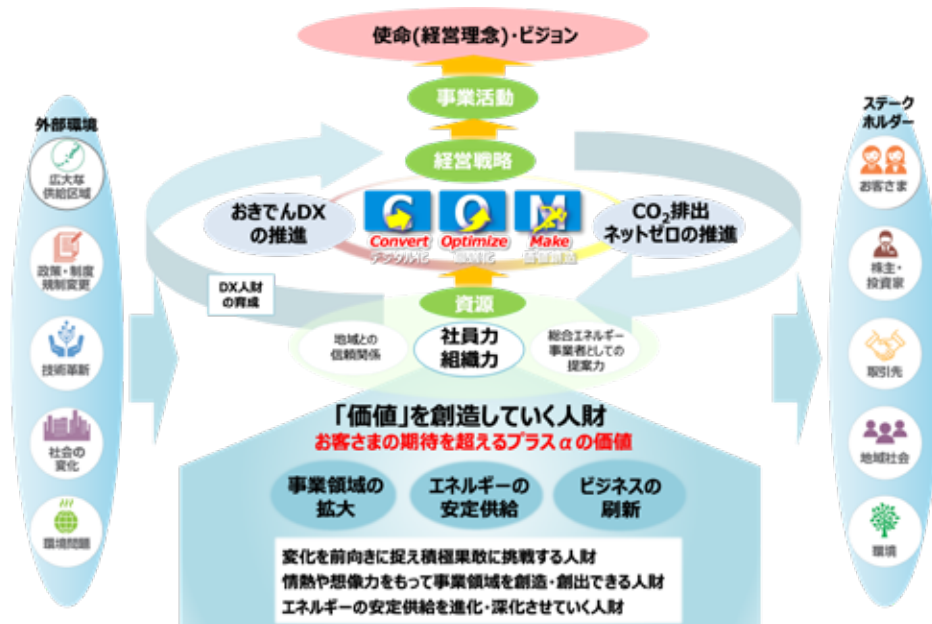 使命(経営理念)・ビジョン
事業活動
経営戦略
外部環境
広大な
供給区域
政策・制度
規制変更
技術革新
社会の
変化
環境問題
おきでんDX
の推進
C O M
Convert Optimize Make
デジタル化 最適化 価値創造
CO₂排出
ネットゼロの推進
DX人財
の育成
資源
地域との
信頼関係
社員力
組織力
総合エネルギー
事業者としての
提案力
「価値」を創造していく人財
お客さまの期待を超えるプラスαの価値
事業領域の
拡大
エネルギーの
安定供給
ビジネスの
刷新
変化を前向きに捉え積極果敢に挑戦する人財
情熱や想像力をもって事業領域を創造・創出できる人財
エネルギーの安定供給を進化・深化させていく人財
ステーク
ホルダー
お客さま
株主・
投資家
取引先
地域社会
環境